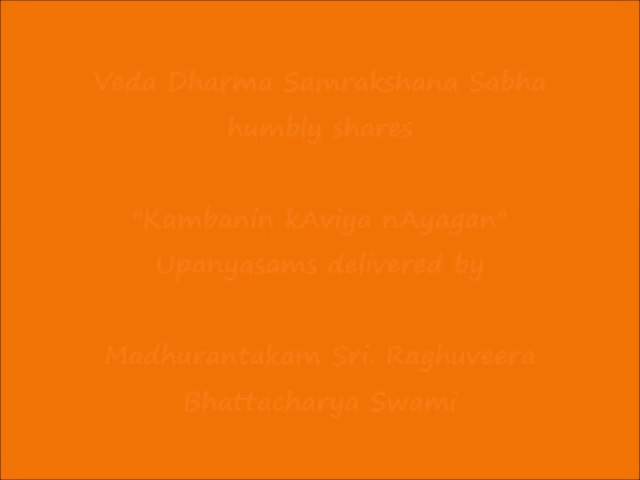 Veda Dharma Samrakshana Sabha
humbly shares
"Kambanin kAviya nAyagan"
Upanyasams delivered by
Madhurantakam Sri. Raghuveera
Bhattacharya Swami